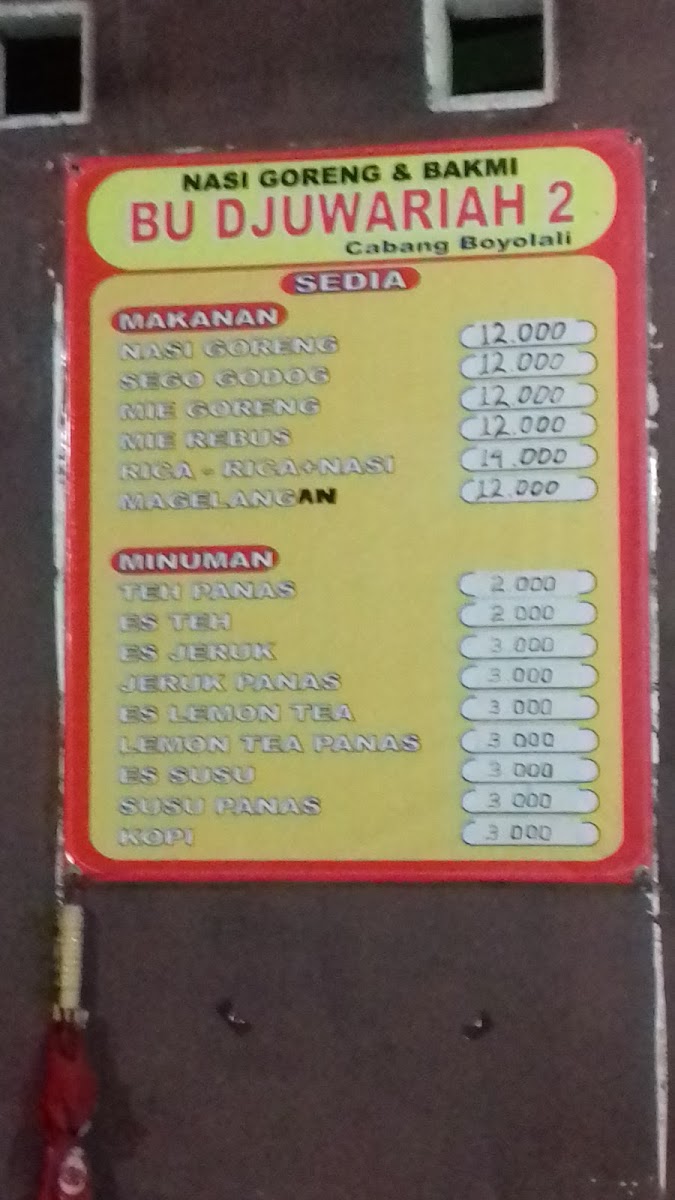 NASI GORENG & BAKMI
BU DJUWARIAH 2
Cabang Boyolali
SEDIA
MAKANAN
NASI GORENG 12.000
SEGO GODOG 12.000
MIE GORENG 12.000
MIE REBUS 12.000
RICA - RICA+NASI 14.000
MAGELANGAN 12.000
MINUMAN
TEH PANAS 2 000
ES TEH 2 000
ES JERUK 3 000
JERUK PANAS 3 000
ES LEMON TEA 3 000
LEMON TEA PANAS 3 000
ES SUSU 3 000
SUSU PANAS 3 000
KOPI 3 000